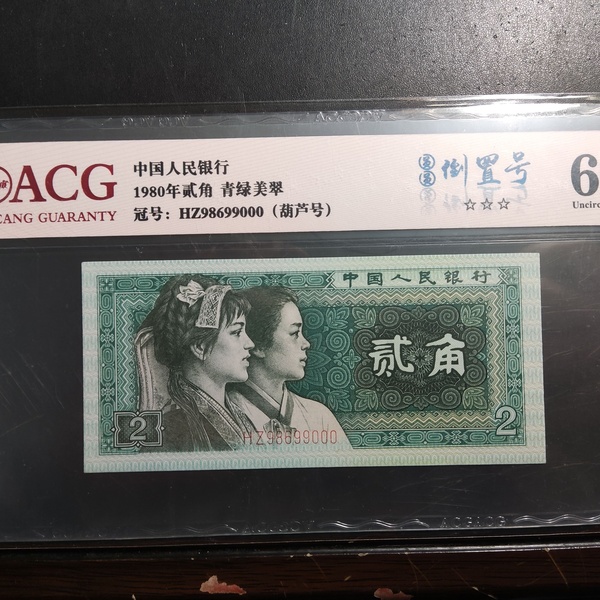 ACG
CANG GUARANTY
中国人民银行
1980年贰角 青绿美翠
冠号：HZ98699000（葫芦号）
倒置号
☆☆☆
6
Uncirc
中国人民银行
贰角
2
2
HZ98699000